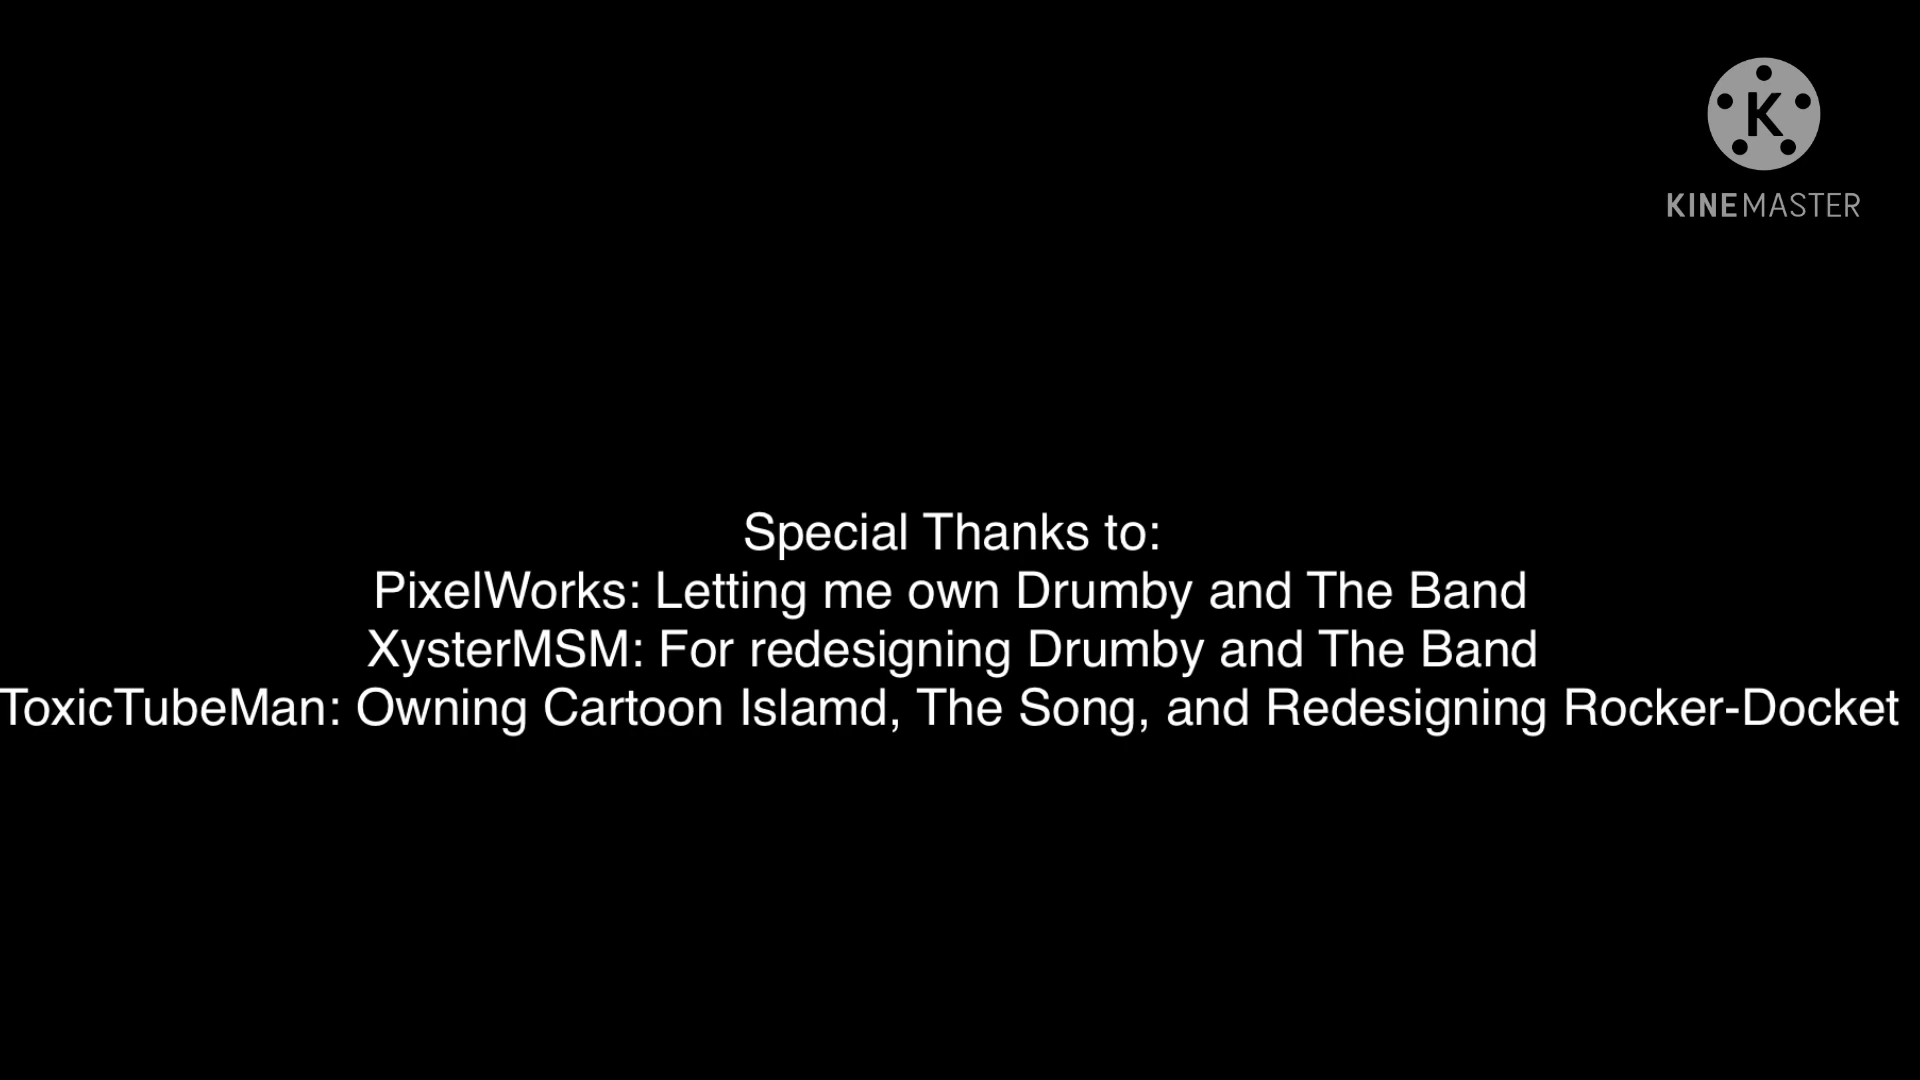 K
KINEMASTER
Special Thanks to:
PixelWorks: Letting me own Drumby and The Band
XysterMSM: For redesigning Drumby and The Band
ToxicTubeMan: Owning Cartoon Islamd, The Song, and Redesigning Rocker-Docket